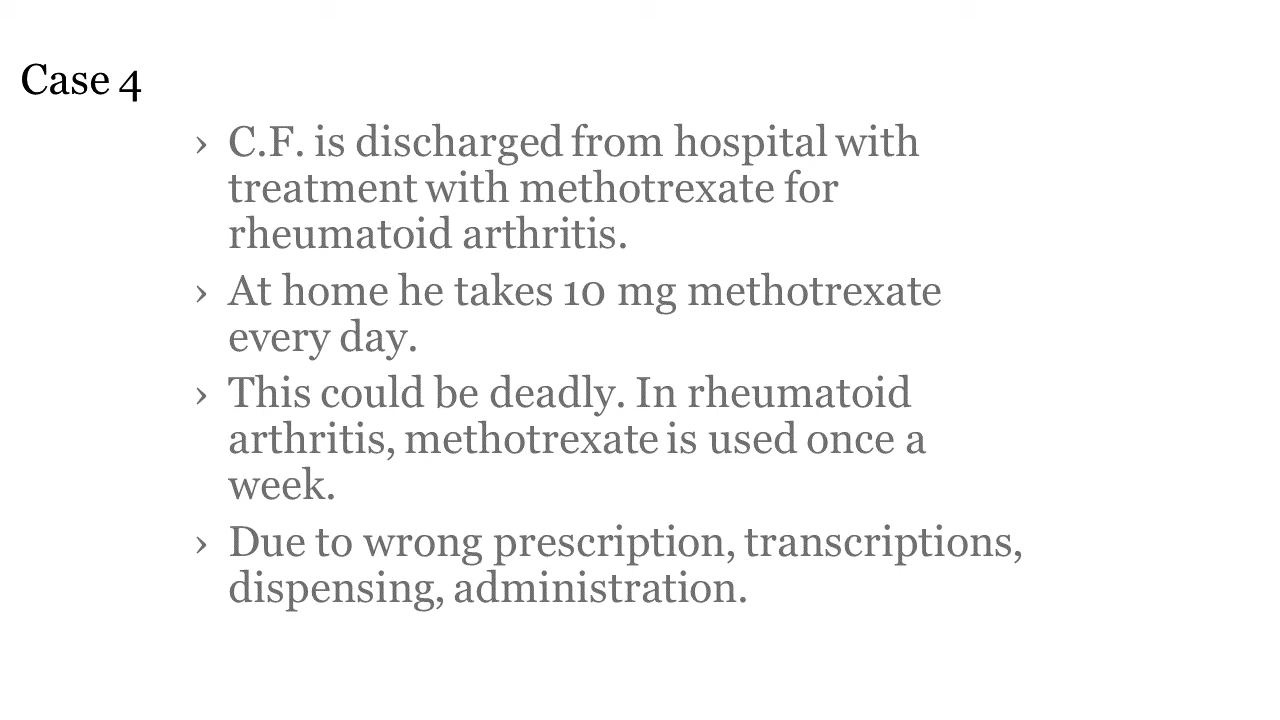 Case 4
› C.F. is discharged from hospital with
treatment with methotrexate for
rheumatoid arthritis.
› At home he takes 10 mg methotrexate
every day.
› This could be deadly. In rheumatoid
arthritis, methotrexate is used once a
week.
› Due to wrong prescription, transcriptions,
dispensing, administration.